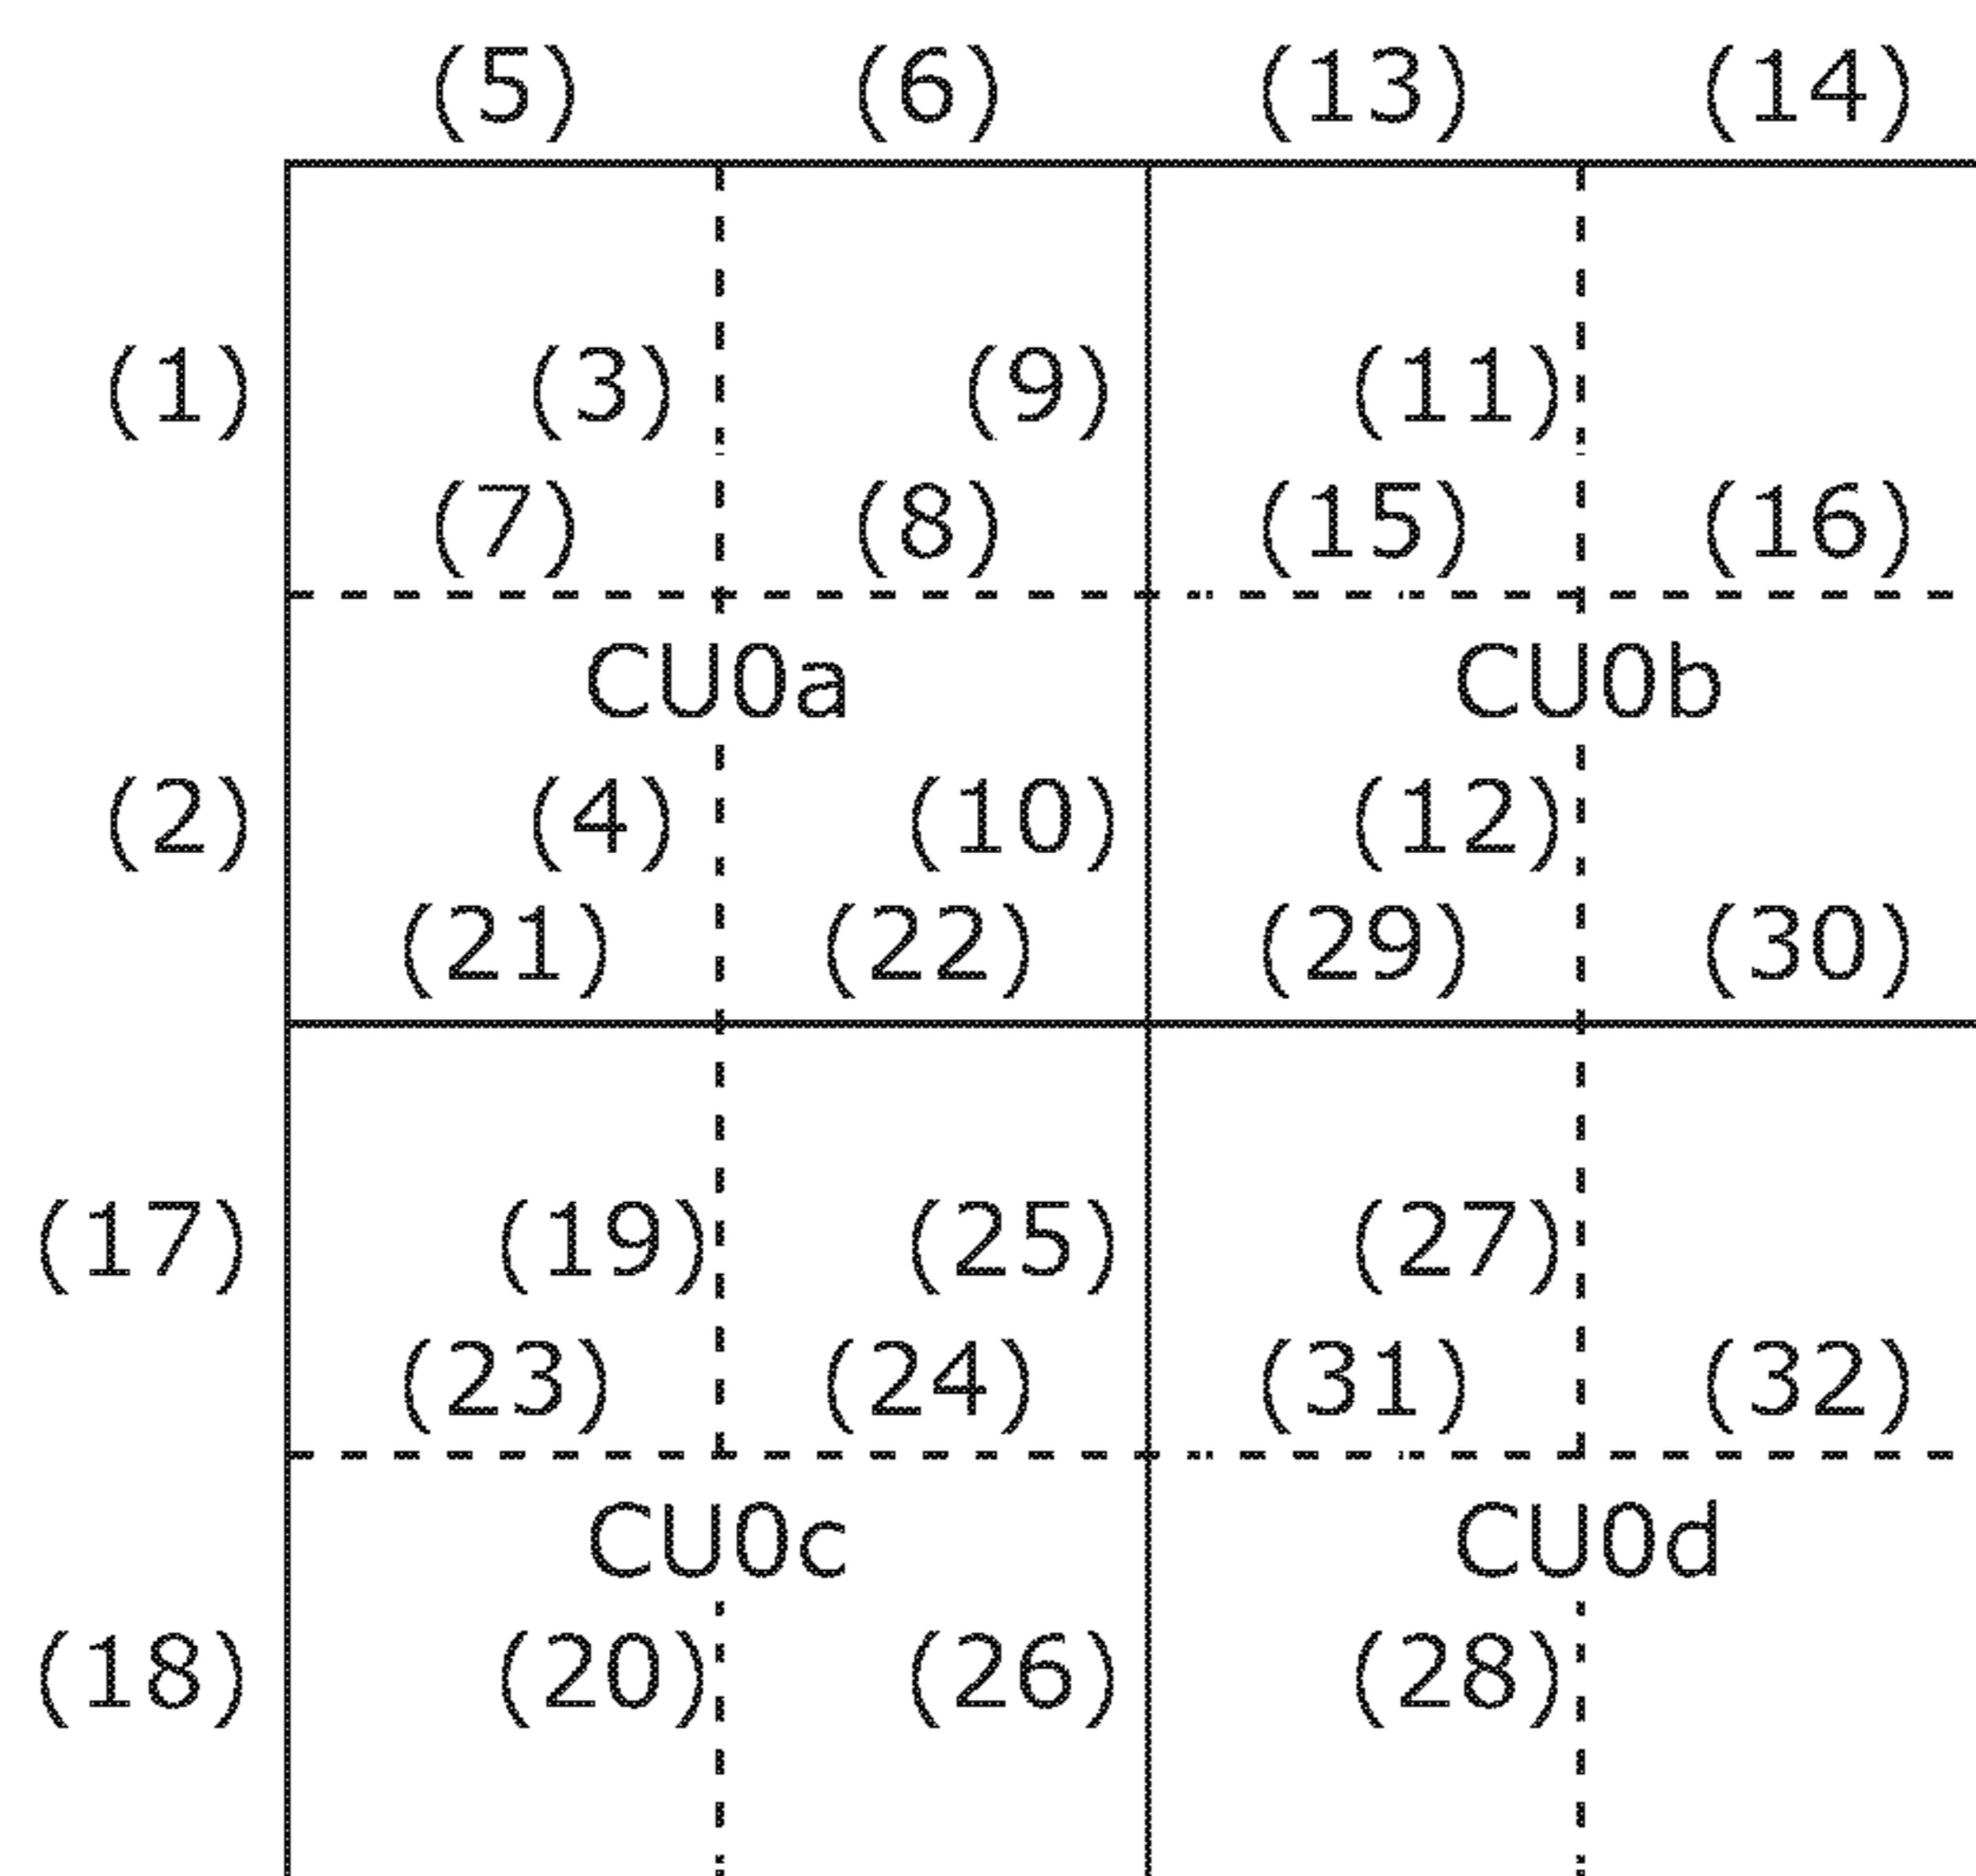 (5) (6) (13) (14)
(1) (3) (9) (11)
(7) (8) (15) (16)
CU0a CU0b
(2) (4) (10) (12)
(21) (22) (29) (30)
(17) (19) (25) (27)
(23) (24) (31) (32)
CU0c CU0d
(18) (20) (26) (28)